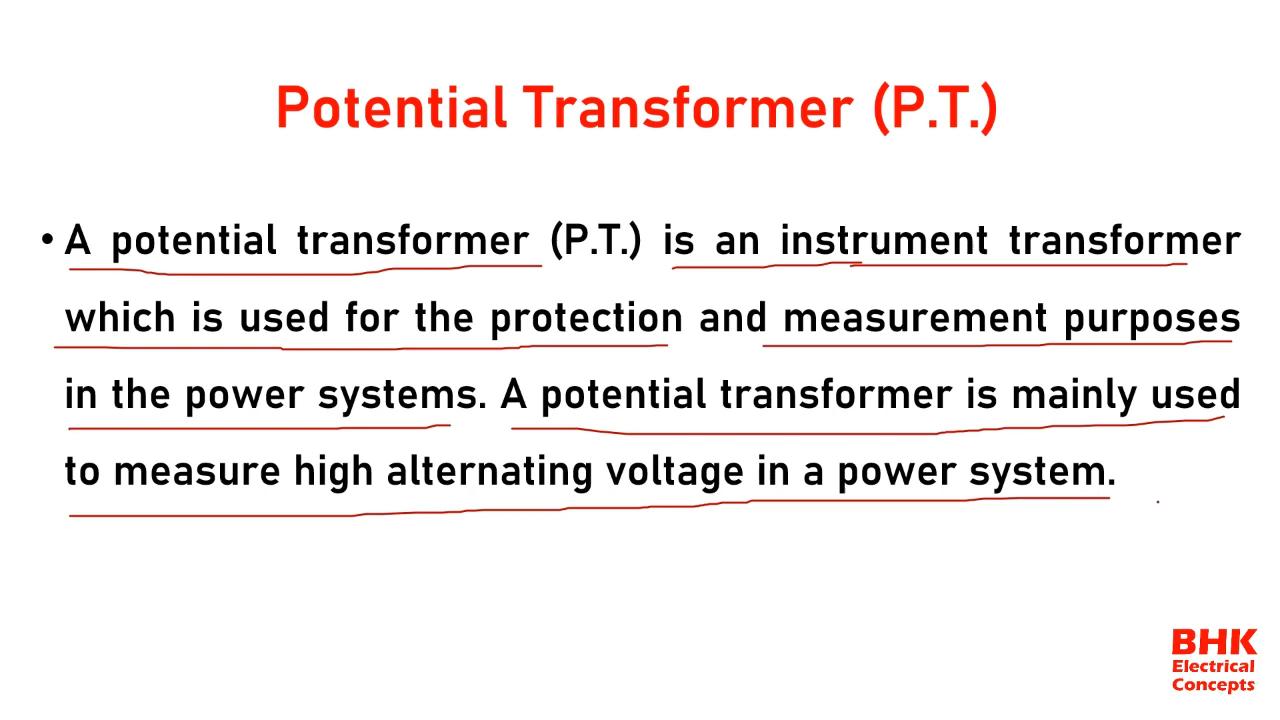 Potential Transformer (P.T.)
• A potential transformer (P.T.) is an instrument transformer
which is used for the protection and measurement purposes
in the power systems. A potential transformer is mainly used
to measure high alternating voltage in a power system.
BHK
Electrical
Concepts